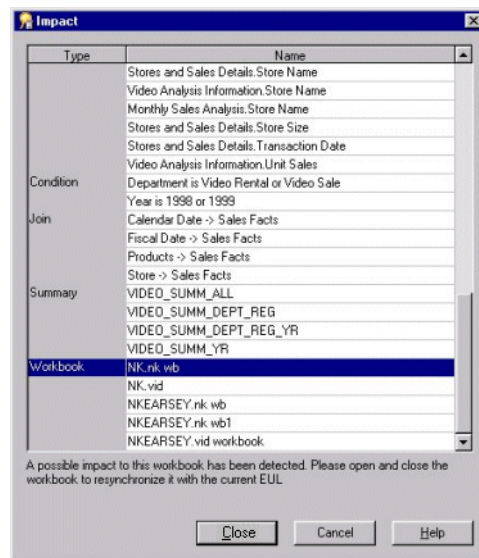 Impact
Type Name
Stores and Sales Details.Store Name
Video Analysis Information.Store Name
Monthly Sales Analysis.Store Name
Stores and Sales Details.Store Size
Stores and Sales Details.Transaction Date
Video Analysis Information.Unit Sales
Condition Department is Video Rental or Video Sale
Year is 1998 or 1999
Join Calendar Date -> Sales Facts
Fiscal Date -> Sales Facts
Products -> Sales Facts
Store -> Sales Facts
Summary VIDEO_SUMM_ALL
VIDEO_SUMM_DEPT_REG
VIDEO_SUMM_DEPT_REG_YR
VIDEO_SUMM_YR
Workbook NK.nk wb
NK.vid
NKEARSEY.nk wb
NKEARSEY.nk wb1
NKEARSEY.vid workbook
A possible impact to this workbook has been detected. Please open and close the
workbook to resynchronize it with the current EUL
Close Cancel Help